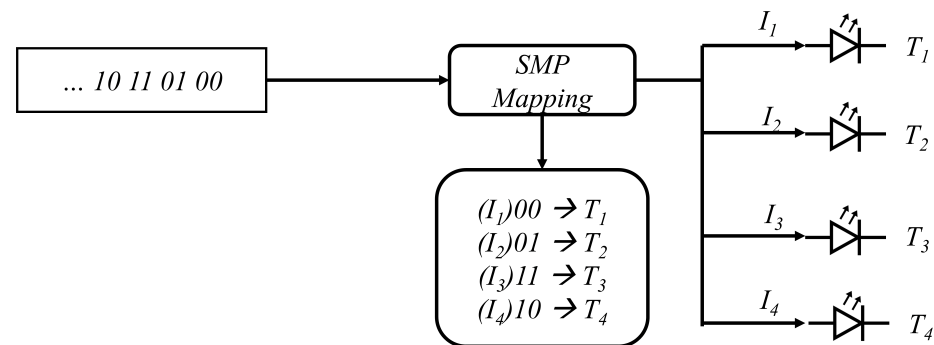 ... 10 11 01 00
SMP
Mapping
(I₁)00 → T₁
(I₂)01 → T₂
(I₃)11 → T₃
(I₄)10 → T₄
I₁
T₁
I₂
T₂
I₃
T₃
I₄
T₄